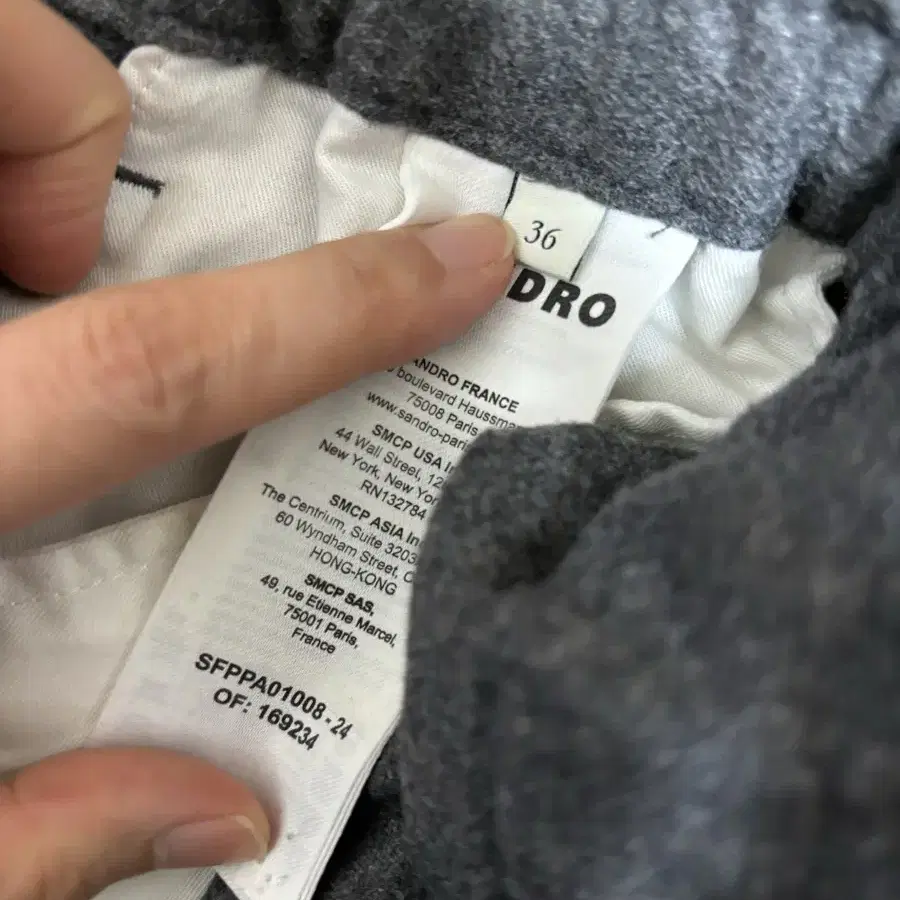 36
DRO
ANDRO FRANCE
boulevard Haussma
75008 Paris
www.sandro-pari
SMCP USA In
44 Wall Street, 12
New York, New Yor
RN132784
SMCP ASIA In
The Centrium, Suite 3203
60 Wyndham Street, C
HONG-KONG
SMCP SAS,
49, rue Etienne Marcel,
75001 Paris,
France
SFPPA01008 - 24
OF: 169234